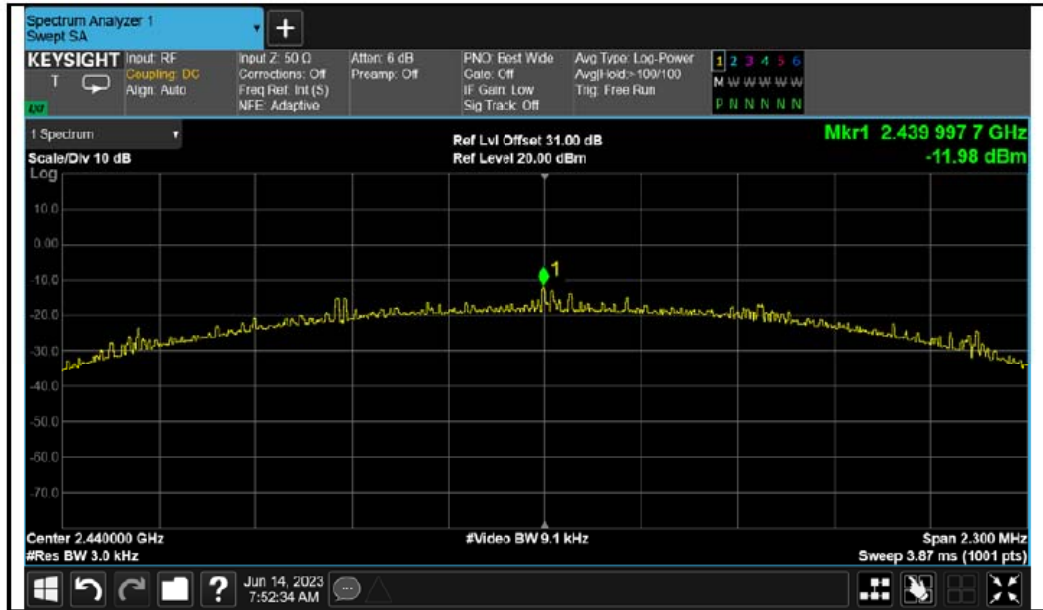 Spectrum Analyzer 1
Swept SA
+
KEYSIGHT
T
LXI
Input: RF
Coupling: DC
Align: Auto
Input Z: 50 Ω
Corrections: Off
Freq Ref: Int (S)
NFE: Adaptive
Atten: 6 dB
Preamp: Off
PNO: Best Wide
Gate: Off
IF Gain: Low
Sig Track: Off
Avg Type: Log-Power
Avg|Hold:>100/100
Trig: Free Run
1 2 3 4 5 6
M W W W W W
P N N N N N
1 Spectrum
Scale/Div 10 dB
Log
Ref Lvl Offset 31.00 dB
Ref Level 20.00 dBm
Mkr1 2.439 997 7 GHz
-11.98 dBm
10.0
0.00
-10.0
-20.0
-30.0
-40.0
-50.0
-60.0
-70.0
1
Center 2.440000 GHz
#Res BW 3.0 kHz
#Video BW 9.1 kHz
Span 2.300 MHz
Sweep 3.87 ms (1001 pts)
?
Jun 14, 2023
7:52:34 AM